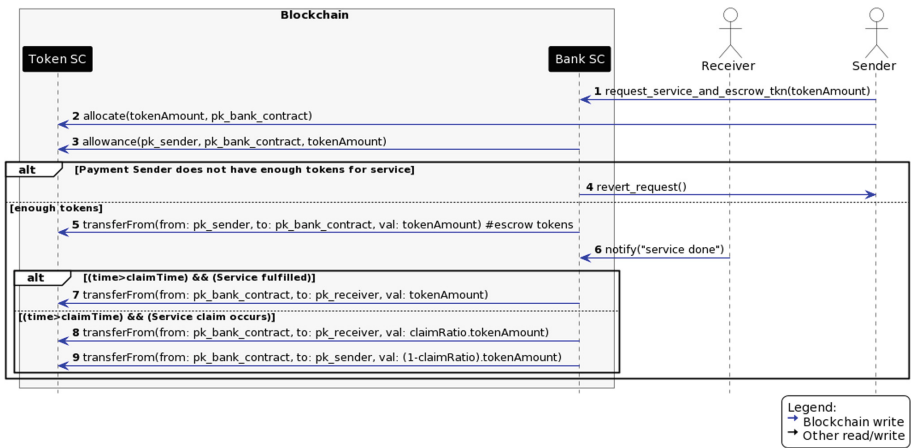 Blockchain
Token SC
Bank SC
Receiver
Sender
1 request_service_and_escrow_tkn(tokenAmount)
2 allocate(tokenAmount, pk_bank_contract)
3 allowance(pk_sender, pk_bank_contract, tokenAmount)
alt [Payment Sender does not have enough tokens for service]
4 revert_request()
[enough tokens]
5 transferFrom(from: pk_sender, to: pk_bank_contract, val: tokenAmount) #escrow tokens
6 notify("service done")
alt [(time>claimTime) && (Service fulfilled)]
7 transferFrom(from: pk_bank_contract, to: pk_receiver, val: tokenAmount)
[(time>claimTime) && (Service claim occurs)]
8 transferFrom(from: pk_bank_contract, to: pk_receiver, val: claimRatio.tokenAmount)
9 transferFrom(from: pk_bank_contract, to: pk_sender, val: (1-claimRatio).tokenAmount)
Legend:
Blockchain write
Other read/write